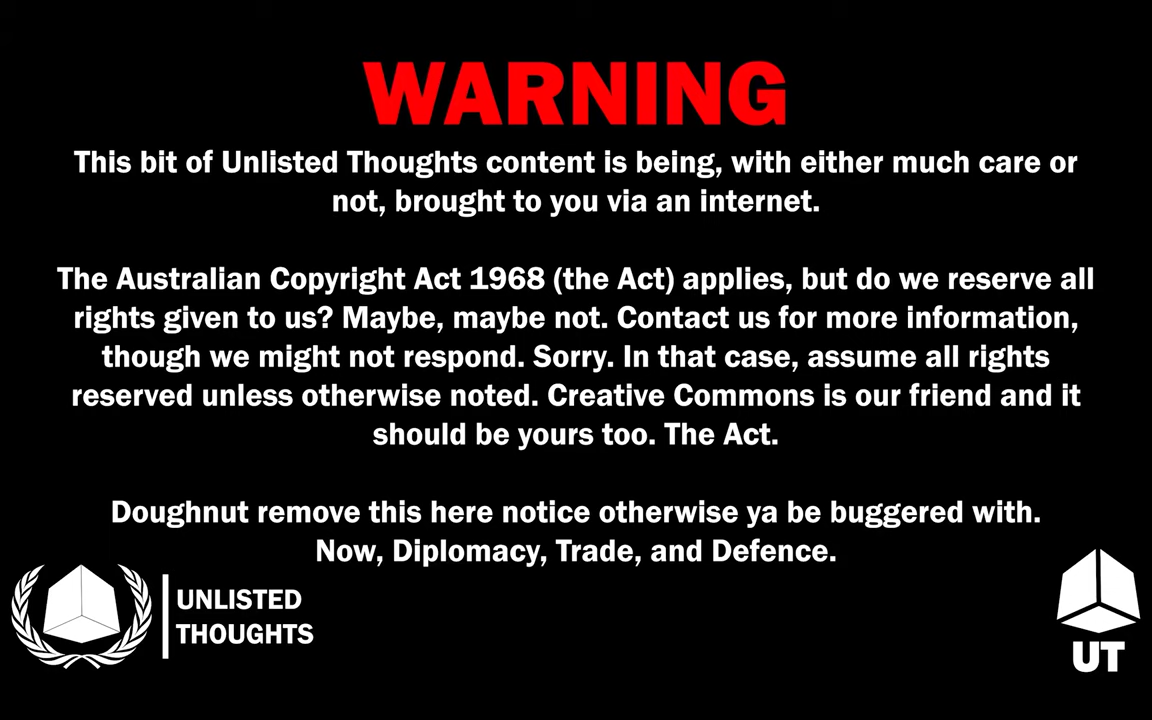 WARNING
This bit of Unlisted Thoughts content is being, with either much care or
not, brought to you via an internet.
The Australian Copyright Act 1968 (the Act) applies, but do we reserve all
rights given to us? Maybe, maybe not. Contact us for more information,
though we might not respond. Sorry. In that case, assume all rights
reserved unless otherwise noted. Creative Commons is our friend and it
should be yours too. The Act.
Doughnut remove this here notice otherwise ya be buggered with.
Now, Diplomacy, Trade, and Defence.
UNLISTED
THOUGHTS
UT